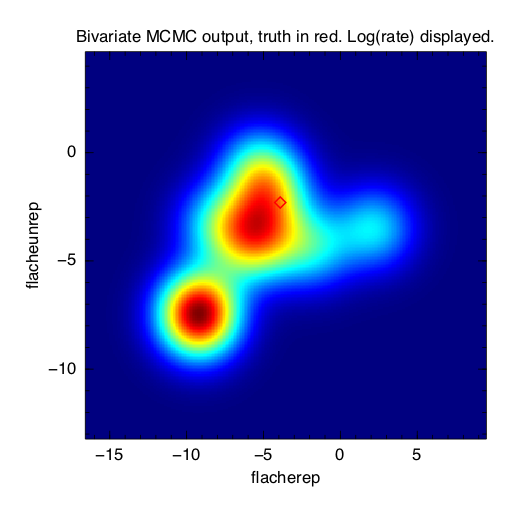 Bivariate MCMC output, truth in red. Log(rate) displayed.
0
−5
−10
flacheunrep
−15 −10 −5 0 5
flacherep